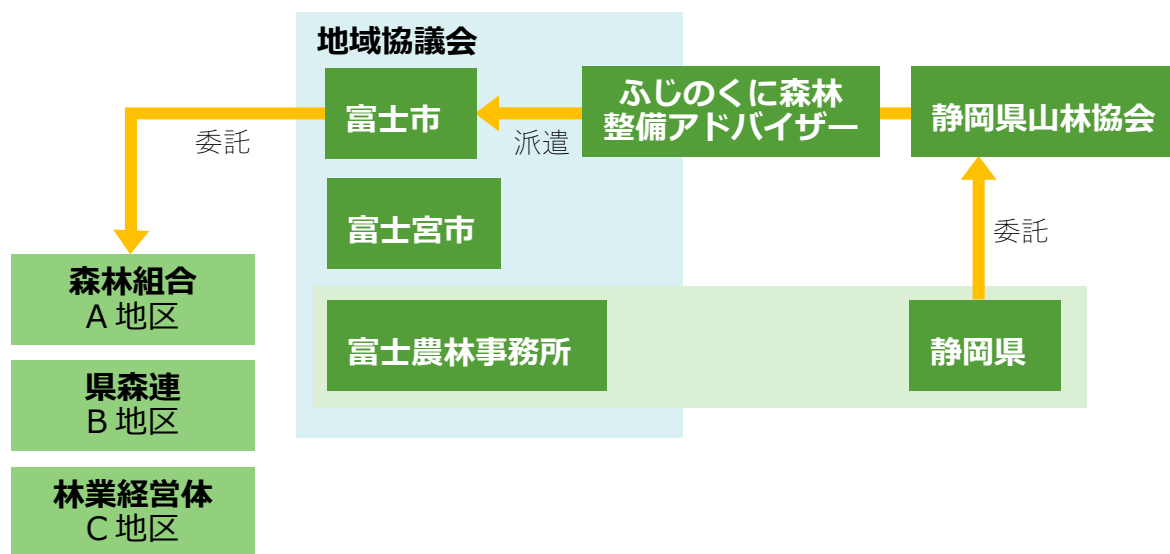 地域協議会
富士市
ふじのくに森林
整備アドバイザー
静岡県山林協会
委託
派遣
富士宮市
委託
森林組合
A地区
富士農林事務所
静岡県
県森連
B地区
林業経営体
C地区